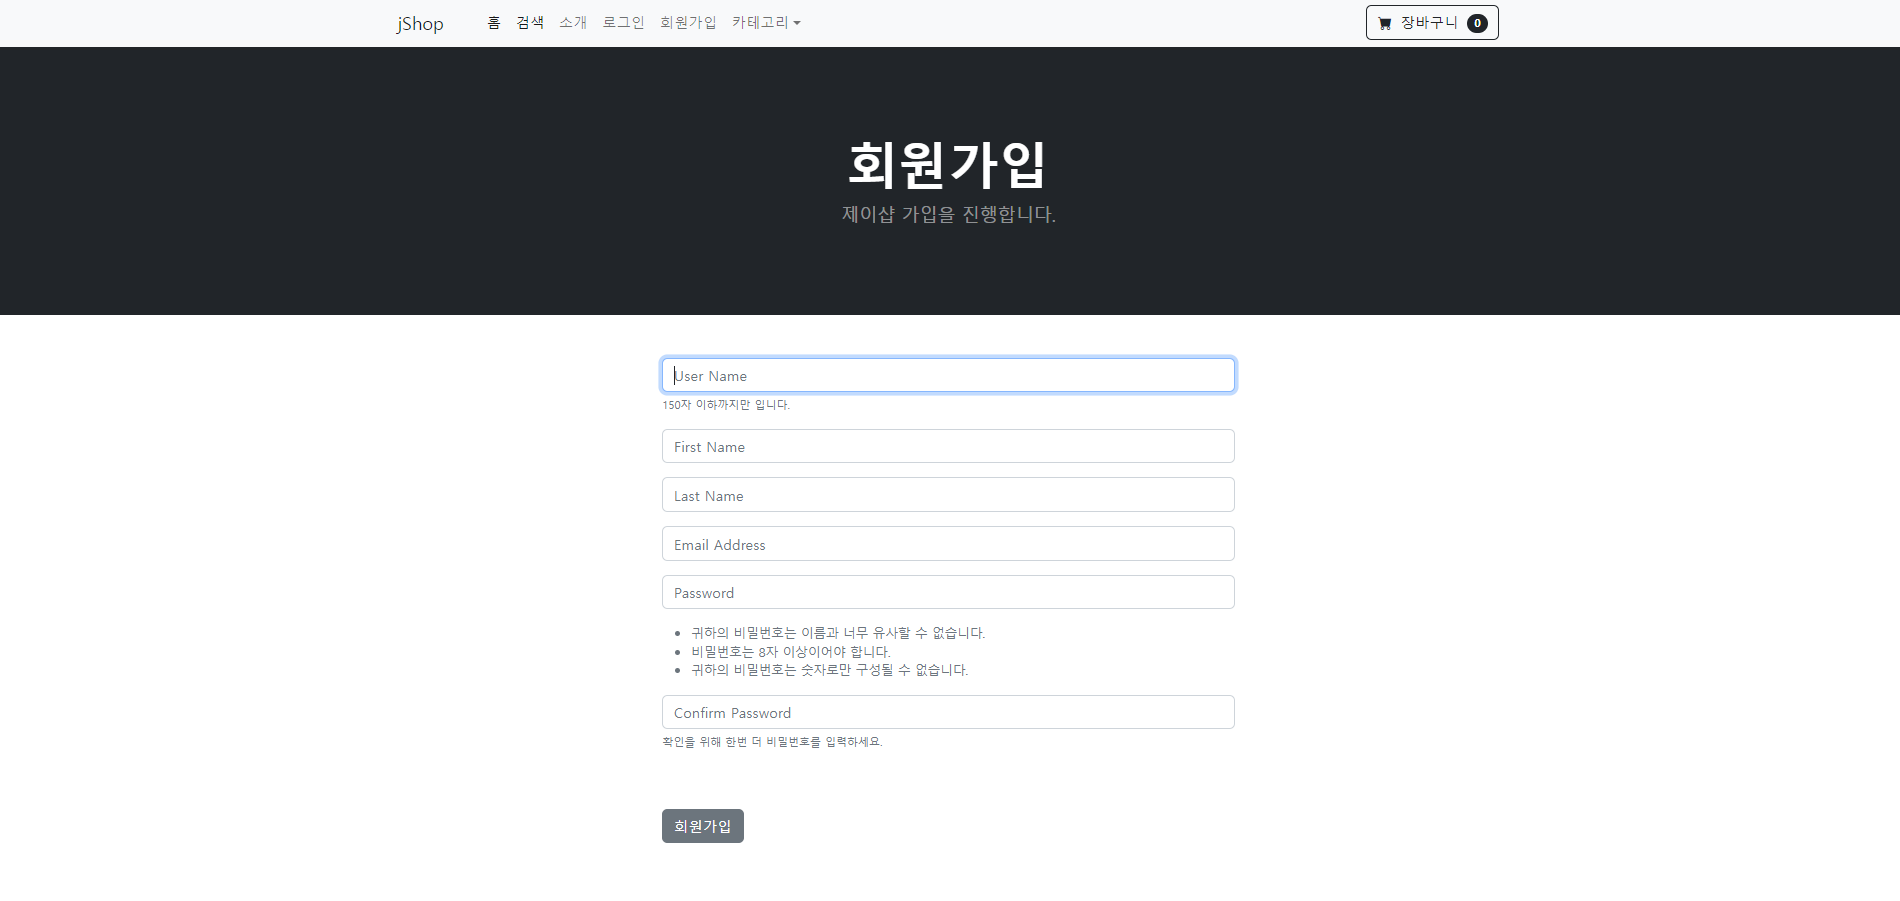 jShop 홈 검색 소개 로그인 회원가입 카테고리 장바구니 0
회원가입
제이샵 가입을 진행합니다.
User Name
150자 이하까지만 입니다.
First Name
Last Name
Email Address
Password
귀하의 비밀번호는 이름과 너무 유사할 수 없습니다.
비밀번호는 8자 이상이어야 합니다.
귀하의 비밀번호는 숫자로만 구성될 수 없습니다.
Confirm Password
확인을 위해 한번 더 비밀번호를 입력하세요.
회원가입